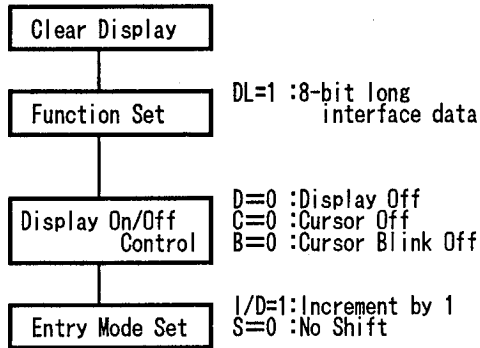 Clear Display
Function Set
DL=1 :8-bit long
interface data
Display On/Off
Control
D=0 :Display Off
C=0 :Cursor Off
B=0 :Cursor Blink Off
Entry Mode Set
I/D=1:Increment by 1
S=0 :No Shift